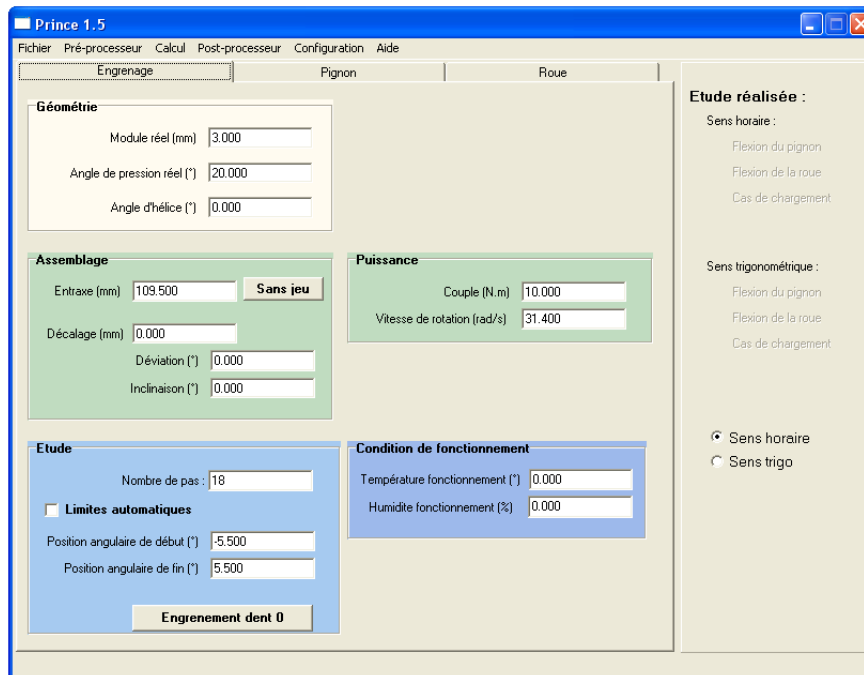 Prince 1.5
Fichier Pré-processeur Calcul Post-processeur Configuration Aide
Engrenage Pignon Roue
Géométrie
Module réel (mm) 3.000
Angle de pression réel (°) 20.000
Angle d'hélice (°) 0.000
Assemblage
Entraxe (mm) 109.500 Sans jeu
Décalage (mm) 0.000
Déviation (°) 0.000
Inclinaison (°) 0.000
Puissance
Couple (N.m) 10.000
Vitesse de rotation (rad/s) 31.400
Etude
Nombre de pas : 18
Limites automatiques
Position angulaire de début (°) -5.500
Position angulaire de fin (°) 5.500
Engrenement dent 0
Condition de fonctionnement
Température fonctionnement (°) 0.000
Humidite fonctionnement (%) 0.000
Etude réalisée :
Sens horaire :
Flexion du pignon
Flexion de la roue
Cas de chargement
Sens trigonométrique :
Flexion du pignon
Flexion de la roue
Cas de chargement
Sens horaire
Sens trigo